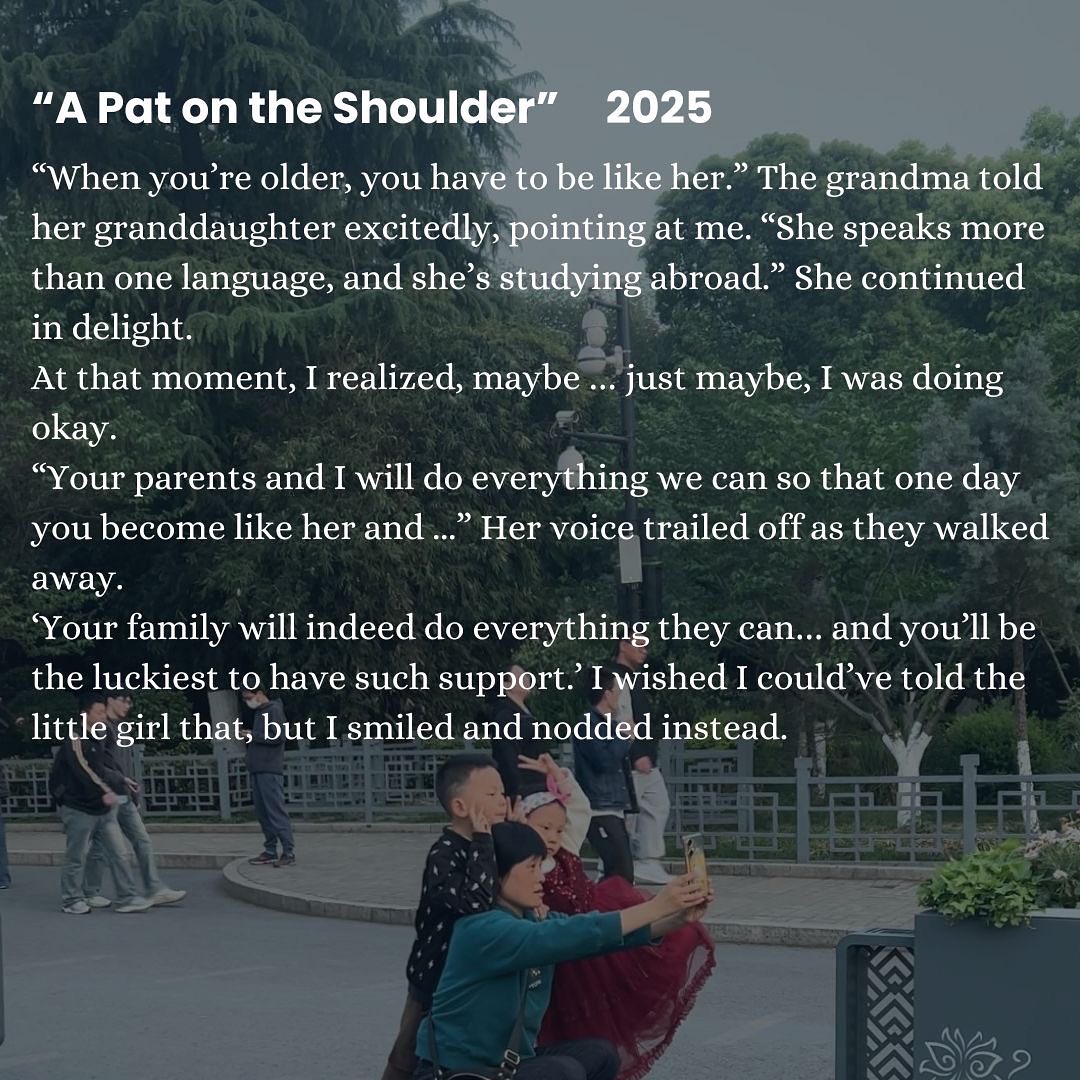 “A Pat on the Shoulder” 2025
“When you’re older, you have to be like her.” The grandma told
her granddaughter excitedly, pointing at me. “She speaks more
than one language, and she’s studying abroad.” She continued
in delight.
At that moment, I realized, maybe ... just maybe, I was doing
okay.
“Your parents and I will do everything we can so that one day
you become like her and ...” Her voice trailed off as they walked
away.
‘Your family will indeed do everything they can... and you’ll be
the luckiest to have such support.’ I wished I could’ve told the
little girl that, but I smiled and nodded instead.